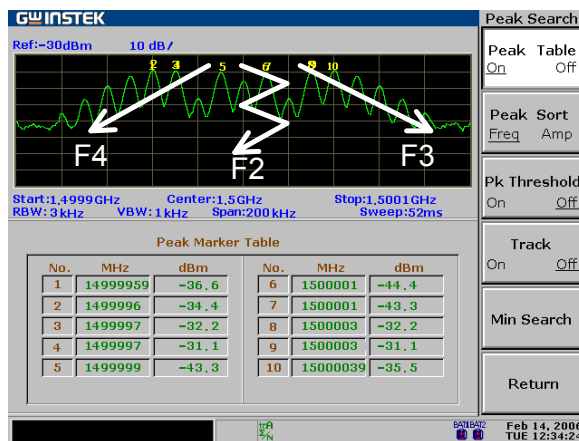 GWINSTEK
Peak Search
Ref:-30dBm 10 dB/
Peak Table
On Off
2 3 5 67 10
F4 F2 F3
Peak Sort
Freq Amp
Start:1.4999GHz Center:1.5GHz Stop:1.5001GHz
RBW:3kHz VBW:1kHz Span:200kHz Sweep:52ms
Pk Threshold
On Off
Peak Marker Table
Track
On Off
No. MHz dBm No. MHz dBm
1 14999959 -36.6 6 1500001 -44.4
2 1499996 -34.4 7 1500001 -43.3
3 1499997 -32.2 8 1500003 -32.2
4 1499997 -31.1 9 1500003 -31.1
5 1499999 -43.3 10 15000039 -35.5
Min Search
Return
trA
Σ/N
BAT1BAT2
Feb 14, 2006
TUE 12:34:24